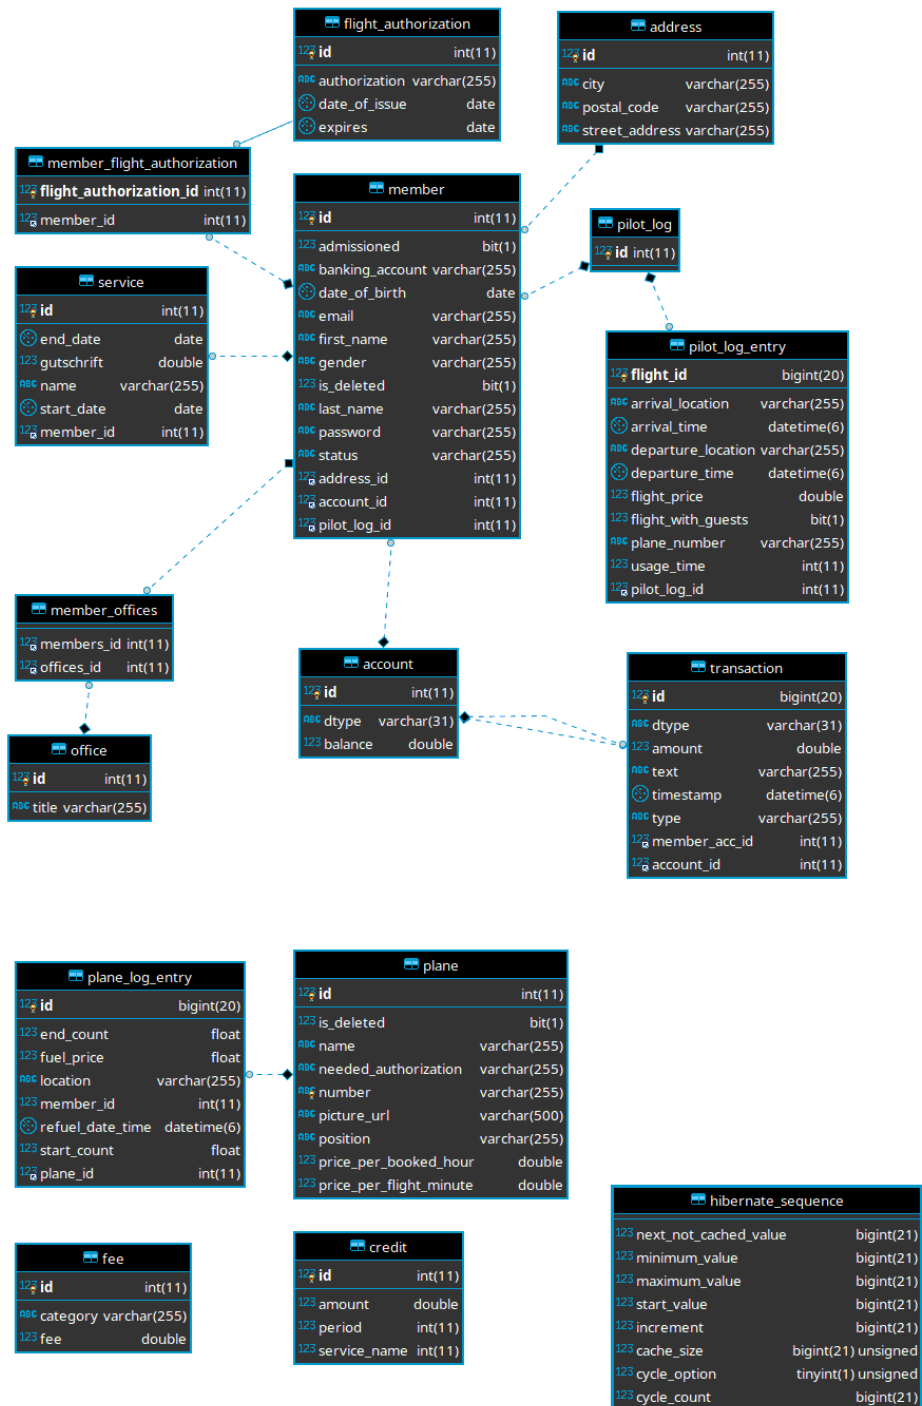 flight_authorization
id int(11)
authorization varchar(255)
date_of_issue date
expires date
address
id int(11)
city varchar(255)
postal_code varchar(255)
street_address varchar(255)
member_flight_authorization
flight_authorization_id int(11)
member_id int(11)
member
id int(11)
admissioned bit(1)
banking_account varchar(255)
date_of_birth date
email varchar(255)
first_name varchar(255)
gender varchar(255)
is_deleted bit(1)
last_name varchar(255)
password varchar(255)
status varchar(255)
address_id int(11)
account_id int(11)
pilot_log_id int(11)
pilot_log
id int(11)
service
id int(11)
end_date date
gutschrift double
name varchar(255)
start_date date
member_id int(11)
pilot_log_entry
flight_id bigint(20)
arrival_location varchar(255)
arrival_time datetime(6)
departure_location varchar(255)
departure_time datetime(6)
flight_price double
flight_with_guests bit(1)
plane_number varchar(255)
usage_time int(11)
pilot_log_id int(11)
member_offices
members_id int(11)
offices_id int(11)
account
id int(11)
dtype varchar(31)
balance double
transaction
id bigint(20)
dtype varchar(31)
amount double
text varchar(255)
timestamp datetime(6)
type varchar(255)
member_acc_id int(11)
account_id int(11)
office
id int(11)
title varchar(255)
plane_log_entry
id bigint(20)
end_count float
fuel_price float
location varchar(255)
member_id int(11)
refuel_date_time datetime(6)
start_count float
plane_id int(11)
plane
id int(11)
is_deleted bit(1)
name varchar(255)
needed_authorization varchar(255)
number varchar(255)
picture_url varchar(500)
position varchar(255)
price_per_booked_hour double
price_per_flight_minute double
fee
id int(11)
category varchar(255)
fee double
credit
id int(11)
amount double
period int(11)
service_name int(11)
hibernate_sequence
next_not_cached_value bigint(21)
minimum_value bigint(21)
maximum_value bigint(21)
start_value bigint(21)
increment bigint(21)
cache_size bigint(21) unsigned
cycle_option tinyint(1) unsigned
cycle_count bigint(21)